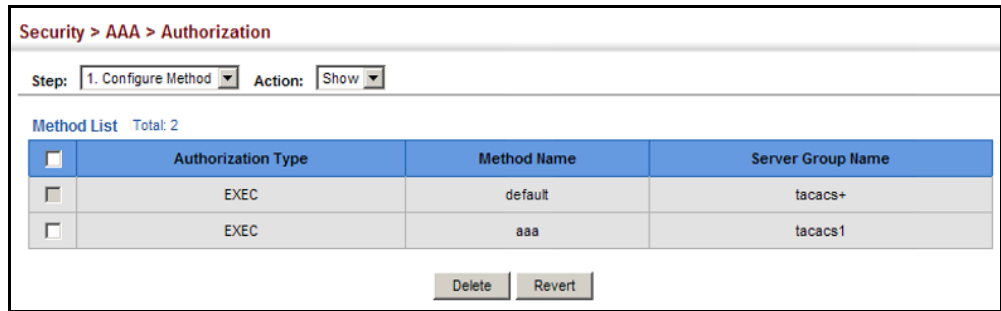 Security > AAA > Authorization
Step: 1. Configure Method Action: Show
Method List Total: 2
Authorization Type Method Name Server Group Name
EXEC default tacacs+
EXEC aaa tacacs1
Delete Revert